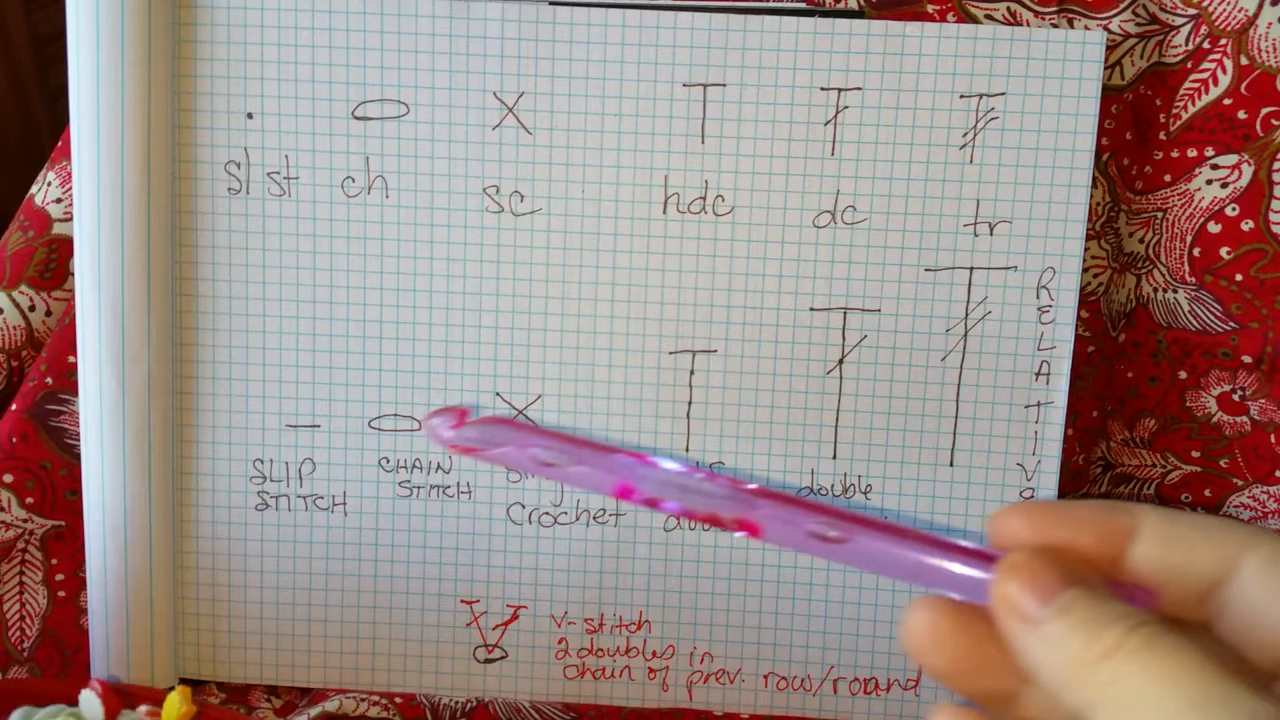 sl st ch sc hdc dc tr
RELATIV
SLIP STITCH
CHAIN STITCH
Crochet
double
V-stitch
2 doubles in
chain of prev. row/round